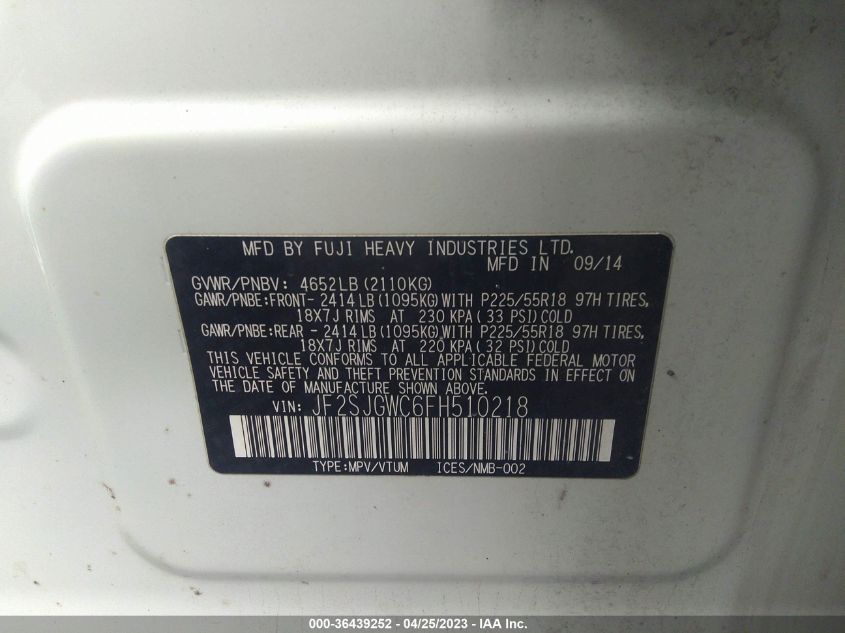 MFD BY FUJI HEAVY INDUSTRIES LTD.
MFD IN 09/14
GVWR/PNBV: 4652LB(2110KG)
GAWR/PNBE:FRONT- 2414LB(1095KG)WITH P225/55R18 97H TIRES,
18X7J RIMS AT 230 KPA(33 PSI)COLD
GAWR/PNBE:REAR - 2414LB(1095KG)WITH P225/55R18 97H TIRES,
18X7J RIMS AT 220 KPA(32 PSI)COLD
THIS VEHICLE CONFORMS TO ALL APPLICABLE FEDERAL MOTOR
VEHICLE SAFETY AND THEFT PREVENTION STANDARDS IN EFFECT ON
THE DATE OF MANUFACTURE SHOWN ABOVE.
VIN: JF2SJGWC6FH510218
TYPE:MPV/VTUM ICES/NMB-002
000-36439252 - 04/25/2023 - IAA Inc.